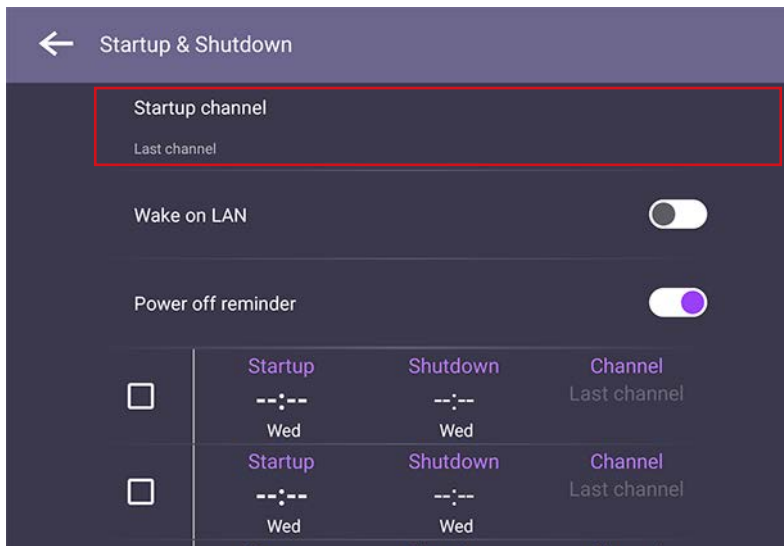 Startup & Shutdown
Startup channel
Last channel
Wake on LAN
Power off reminder
Startup Shutdown Channel
--:-- --:-- Last channel
Wed Wed
Startup Shutdown Channel
--:-- --:-- Last channel
Wed Wed